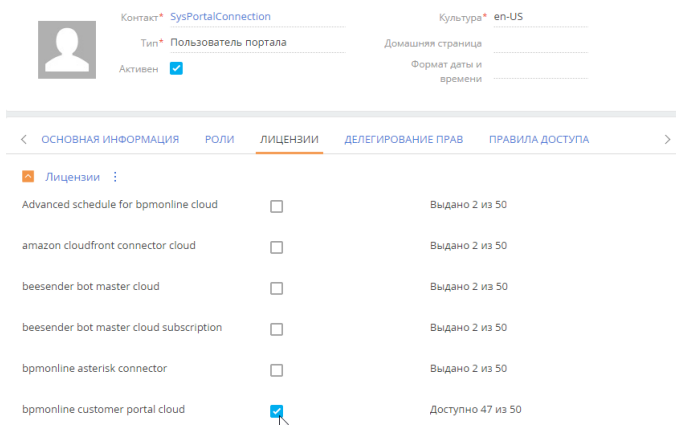 Контакт* SysPortalConnection
Культура* en-US
Тип* Пользователь портала
Домашняя страница
Активен
Формат даты и
времени
ОСНОВНАЯ ИНФОРМАЦИЯ РОЛИ ЛИЦЕНЗИИ ДЕЛЕГИРОВАНИЕ ПРАВ ПРАВИЛА ДОСТУПА
Лицензии
Advanced schedule for bpmonline cloud Выдано 2 из 50
amazon cloudfront connector cloud Выдано 2 из 50
beesender bot master cloud Выдано 2 из 50
beesender bot master cloud subscription Выдано 2 из 50
bpmonline asterisk connector Выдано 2 из 50
bpmonline customer portal cloud Доступно 47 из 50